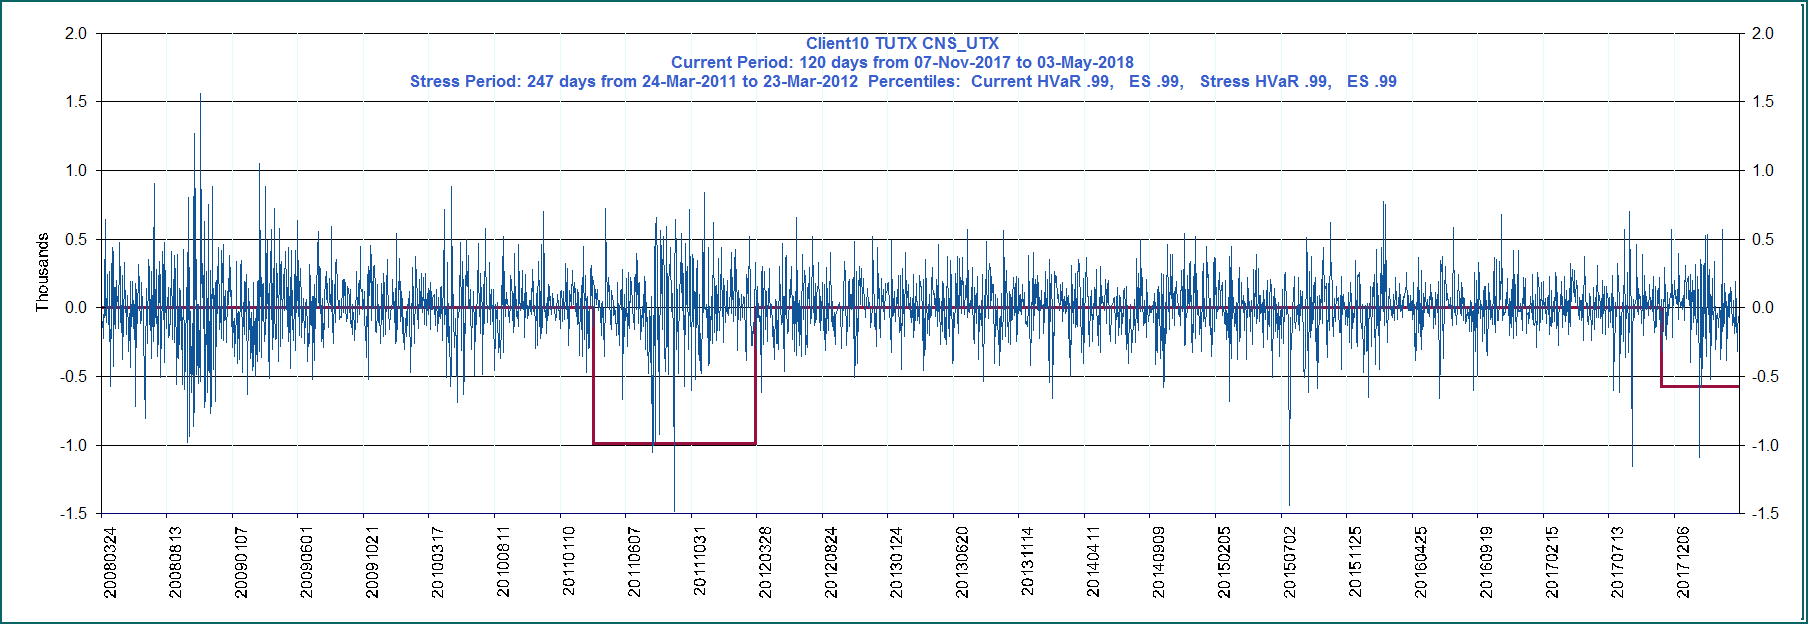 Client10 TUTX CNS_UTX
Current Period: 120 days from 07-Nov-2017 to 03-May-2018
Stress Period: 247 days from 24-Mar-2011 to 23-Mar-2012 Percentiles: Current HVaR .99, ES .99, Stress HVaR .99, ES .99
Thousands
2.0 2.0
1.5 1.5
1.0 1.0
0.5 0.5
0.0 0.0
-0.5 -0.5
-1.0 -1.0
-1.5 -1.5
20080324 20080813 20090107 20090601 20091021 20100317 20100811 20110110 20110607 20111031 20120328 20120824 20130124 20130620 20131114 20140411 20140909 20150205 20150702 20151125 20160425 20160919 20170215 20170713 20171206